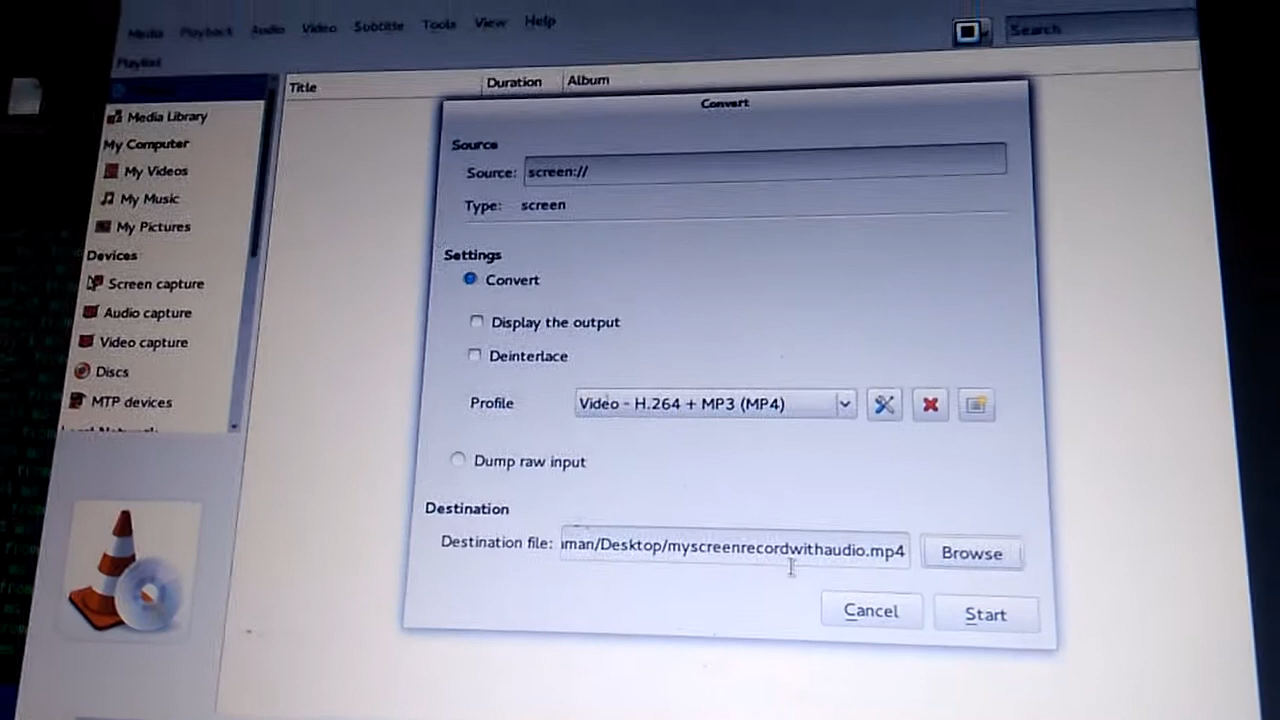 Media Playback Audio Video Subtitle Tools View Help
Search
Playlist
Title Duration Album
Media Library
My Computer
My Videos
My Music
My Pictures
Devices
Screen capture
Audio capture
Video capture
Discs
MTP devices
Convert
Source
Source: screen://
Type: screen
Settings
Convert
Display the output
Deinterlace
Profile Video - H.264 + MP3 (MP4)
Dump raw input
Destination
Destination file: /Desktop/myscreenrecordwithaudio.mp4 Browse
Cancel Start